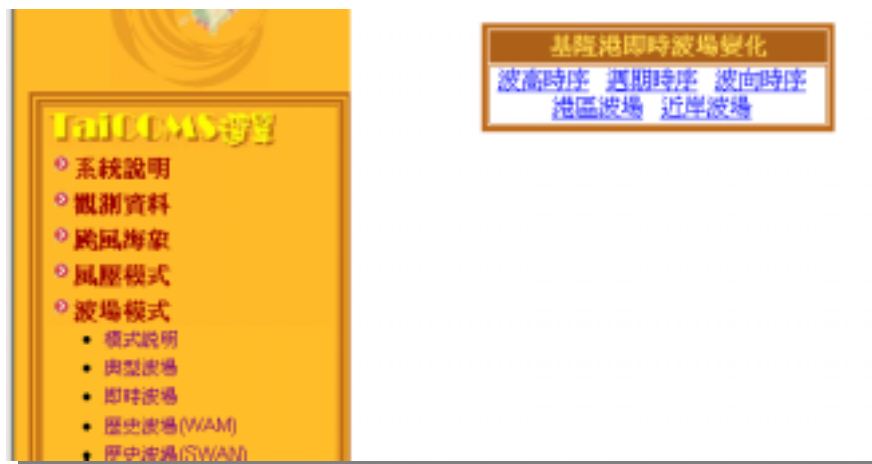 TaiCOMS導覽
系統說明
觀測資料
颱風海象
風壓模式
波場模式
模式說明
典型波場
即時波場
歷史波場(WAM)
歷史波場(SWAN)
基隆港即時波場變化
波高時序 週期時序 波向時序
港區波場 近岸波場